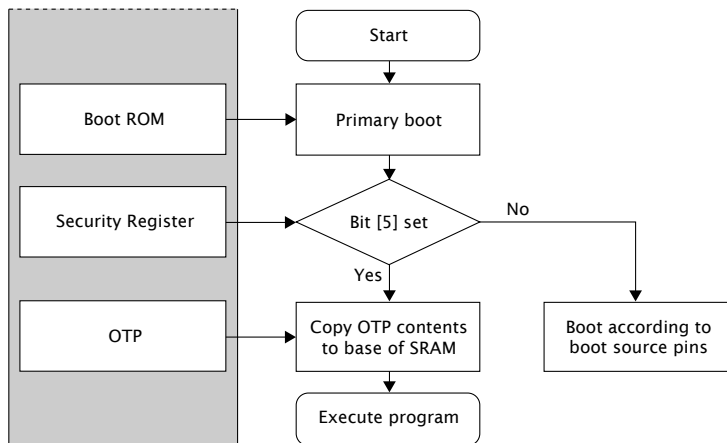 Start
Boot ROM
Primary boot
Security Register
Bit [5] set
No
Yes
OTP
Copy OTP contents
to base of SRAM
Boot according to
boot source pins
Execute program